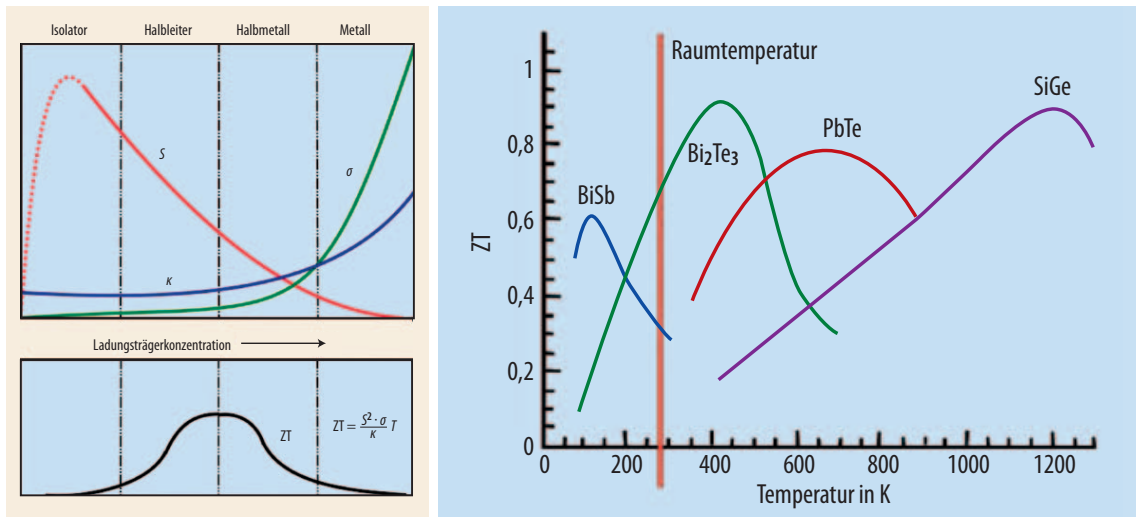 Isolator Halbleiter Halbmetall Metall
S
σ
κ
Ladungsträgerkonzentration
ZT
ZT = S² · σ / κ T
Raumtemperatur
SiGe
PbTe
Bi₂Te₃
BiSb
ZT
1
0,8
0,6
0,4
0,2
0
0 200 400 600 800 1000 1200
Temperatur in K